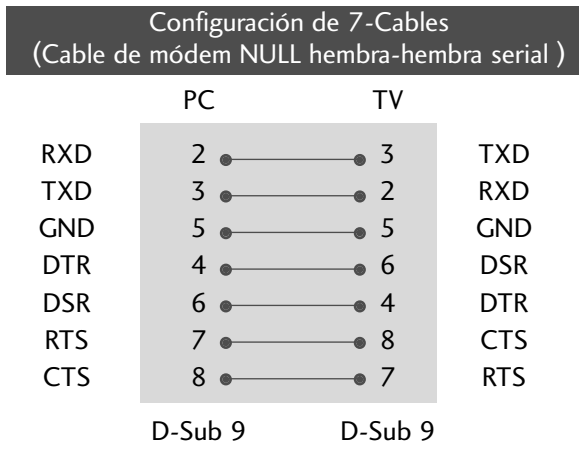 Configuración de 7-Cables
(Cable de módem NULL hembra-hembra serial )
PC TV
RXD 2 3 TXD
TXD 3 2 RXD
GND 5 5 GND
DTR 4 6 DSR
DSR 6 4 DTR
RTS 7 8 CTS
CTS 8 7 RTS
D-Sub 9 D-Sub 9